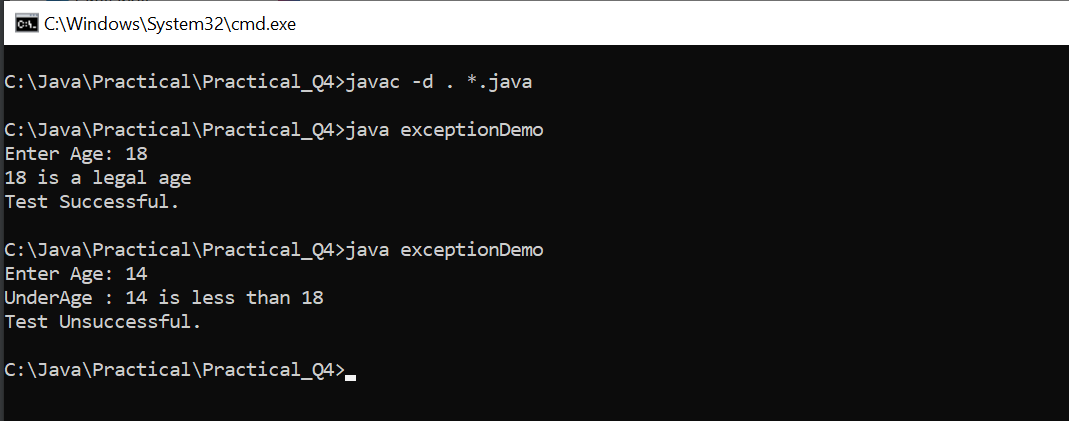 C:\Windows\System32\cmd.exe
C:\Java\Practical\Practical_Q4>javac -d . *.java
C:\Java\Practical\Practical_Q4>java exceptionDemo
Enter Age: 18
18 is a legal age
Test Successful.
C:\Java\Practical\Practical_Q4>java exceptionDemo
Enter Age: 14
UnderAge : 14 is less than 18
Test Unsuccessful.
C:\Java\Practical\Practical_Q4>